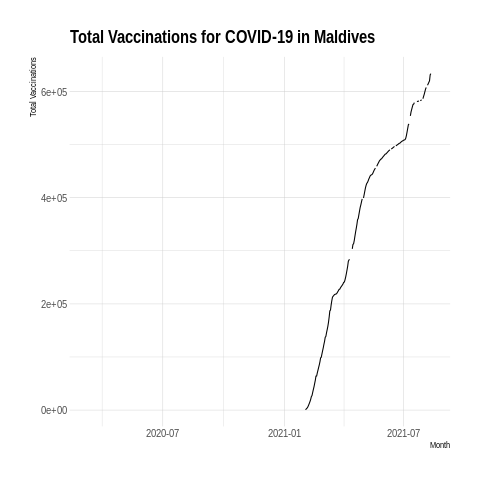 Total Vaccinations for COVID-19 in Maldives
Total Vaccinations
6e+05
4e+05
2e+05
0e+00
2020-07 2021-01 2021-07
Month